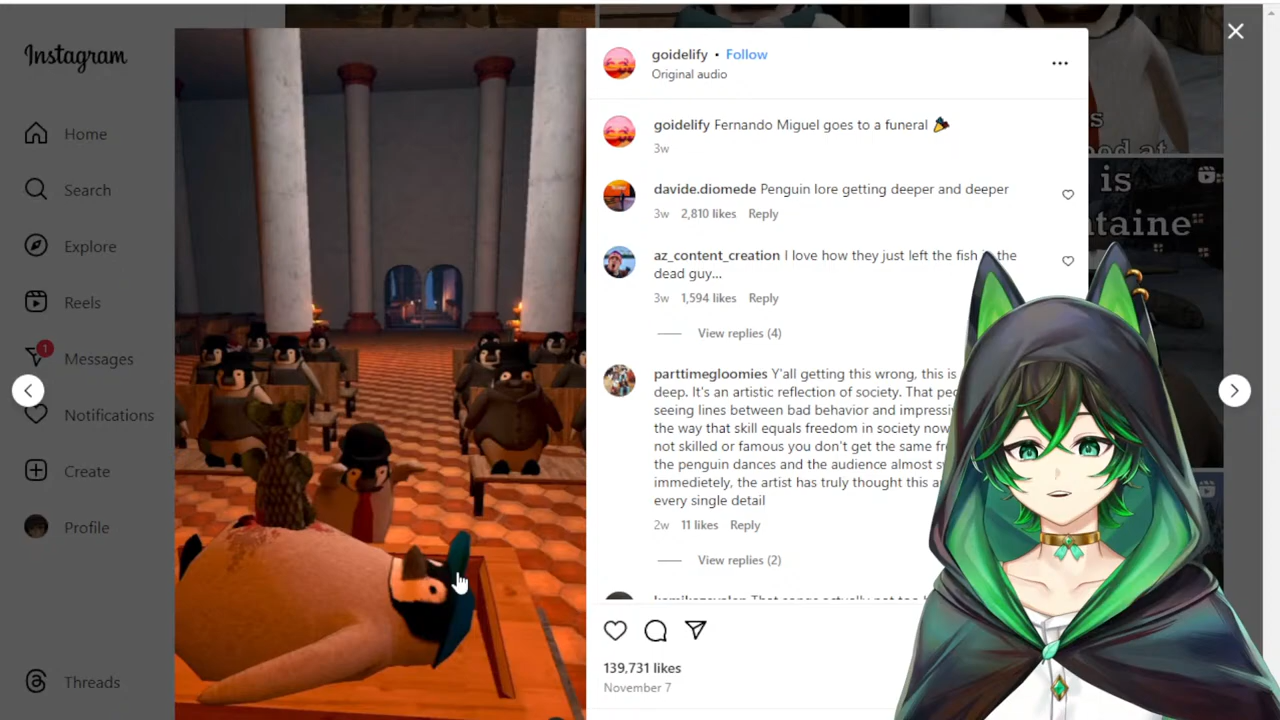 Instagram
Home
Search
Explore
Reels
1
Messages
Notifications
Create
Profile
Threads
goidelify • Follow
Original audio
goidelify Fernando Miguel goes to a funeral
3w
davide.diomede Penguin lore getting deeper and deeper
3w 2,810 likes Reply
az_content_creation I love how they just left the fish the
dead guy...
3w 1,594 likes Reply
View replies (4)
parttimegloomies Y'all getting this wrong, this is
deep. It's an artistic reflection of society. That
seeing lines between bad behavior and
the way that skill equals freedom in society now
not skilled or famous you don't get the same
the penguin dances and the audience almost
immedietely, the artist has truly thought this
every single detail
2w 11 likes Reply
View replies (2)
139,731 likes
November 7
is